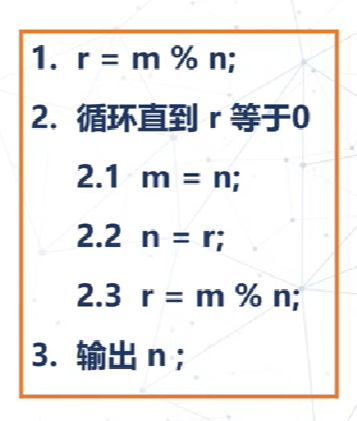 1. r = m % n;
2. 循环直到 r 等于0
2.1 m = n;
2.2 n = r;
2.3 r = m % n;
3. 输出 n ;